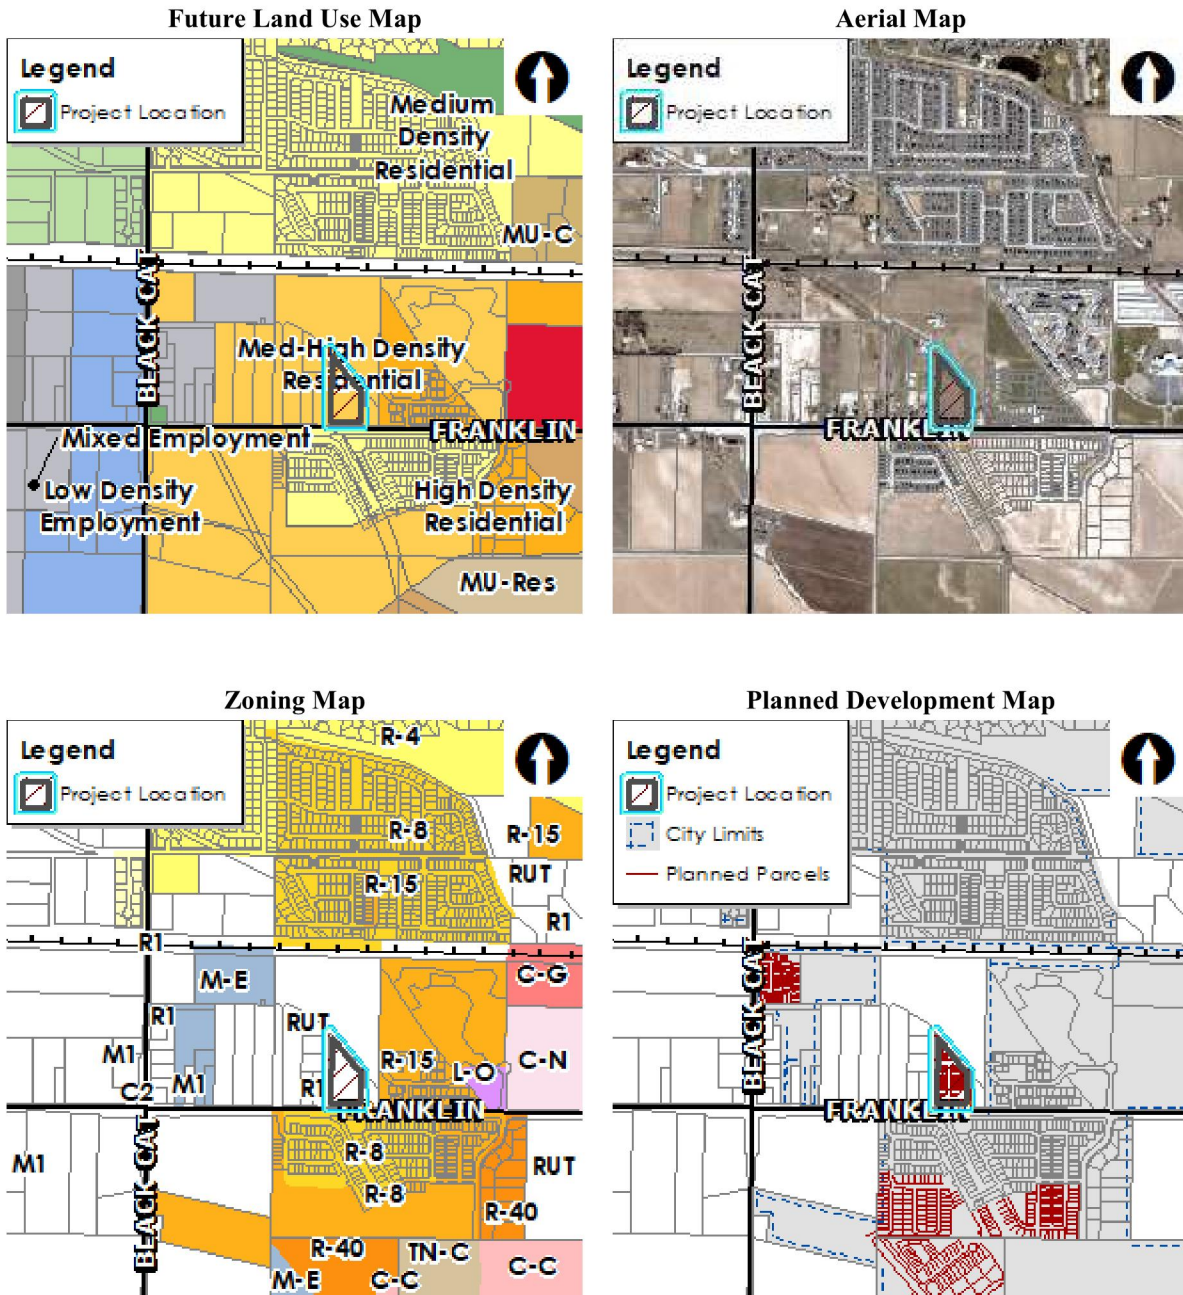 Future Land Use Map
Legend
Project Location
Medium
Density
Residential
MU-C
BLACK-CAT
Med-High Density
Residential
FRANKLIN
Mixed Employment
Low Density
Employment
High Density
Residential
MU-Res
Aerial Map
Legend
Project Location
BLACK-CAT
FRANKLIN
Zoning Map
Legend
Project Location
R-4
R-8
R-15
R-15
RUT
R1
R1
M-E
C-G
R1
RUT
M1
R-15
C-N
L-O
M1
R1
C2
FRANKLIN
BLACK-CAT
M1
R-8
RUT
R-8
R-40
R-40
TN-C
C-C
M-E
C-C
Planned Development Map
Legend
Project Location
City Limits
Planned Parcels
BLACK-CAT
FRANKLIN